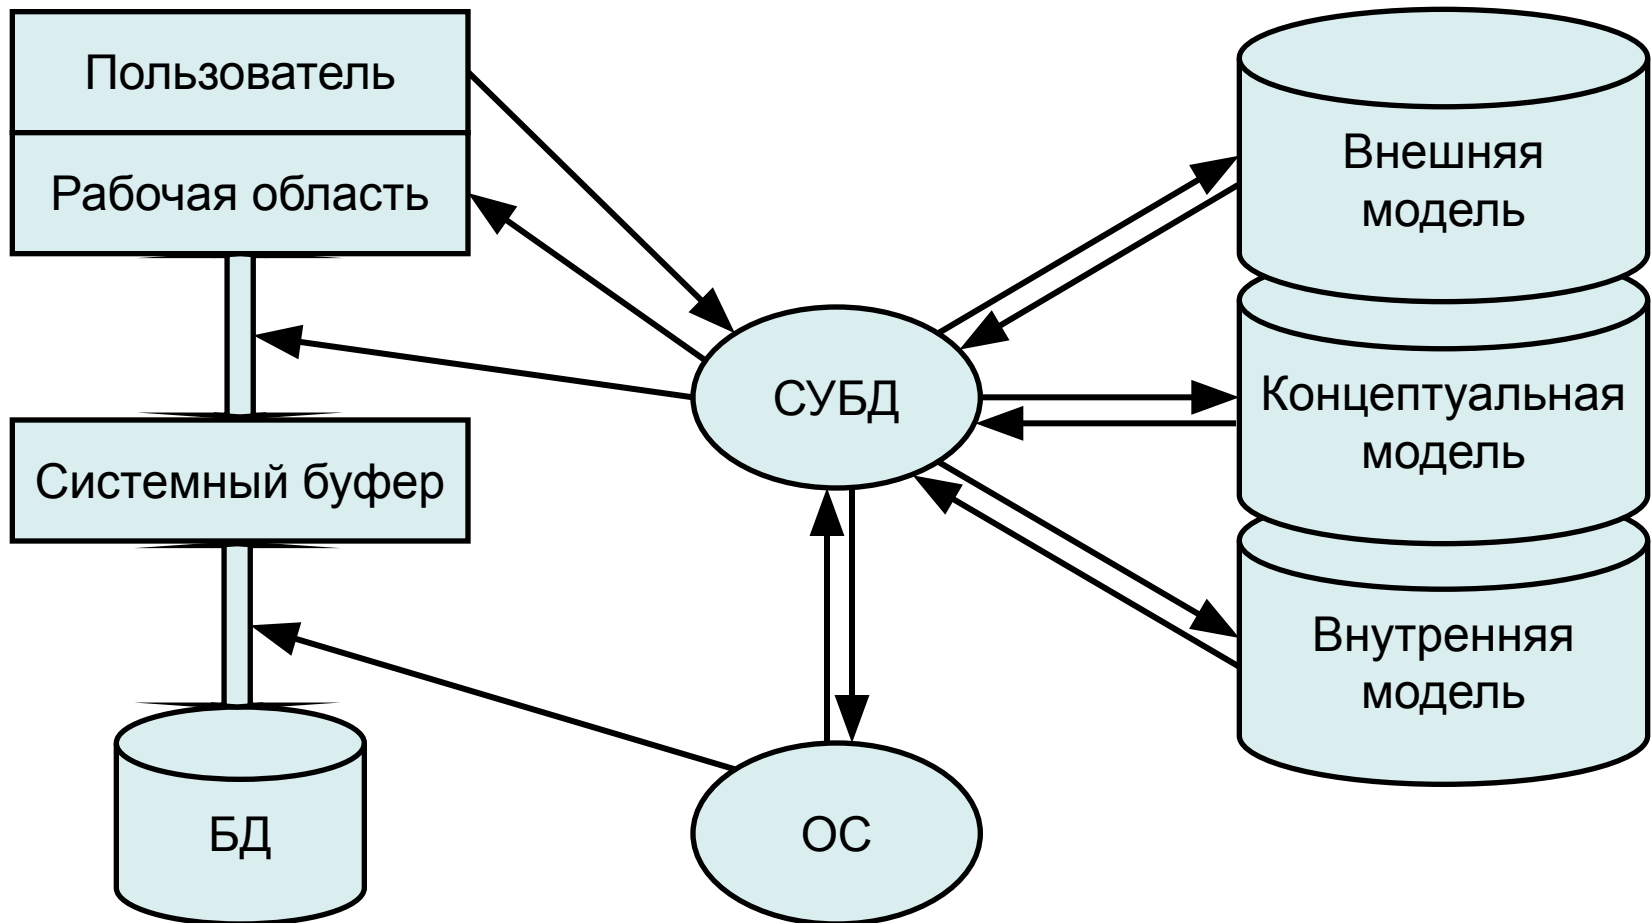 Пользователь
Рабочая область
Системный буфер
БД
СУБД
ОС
Внешняя
модель
Концептуальная
модель
Внутренняя
модель